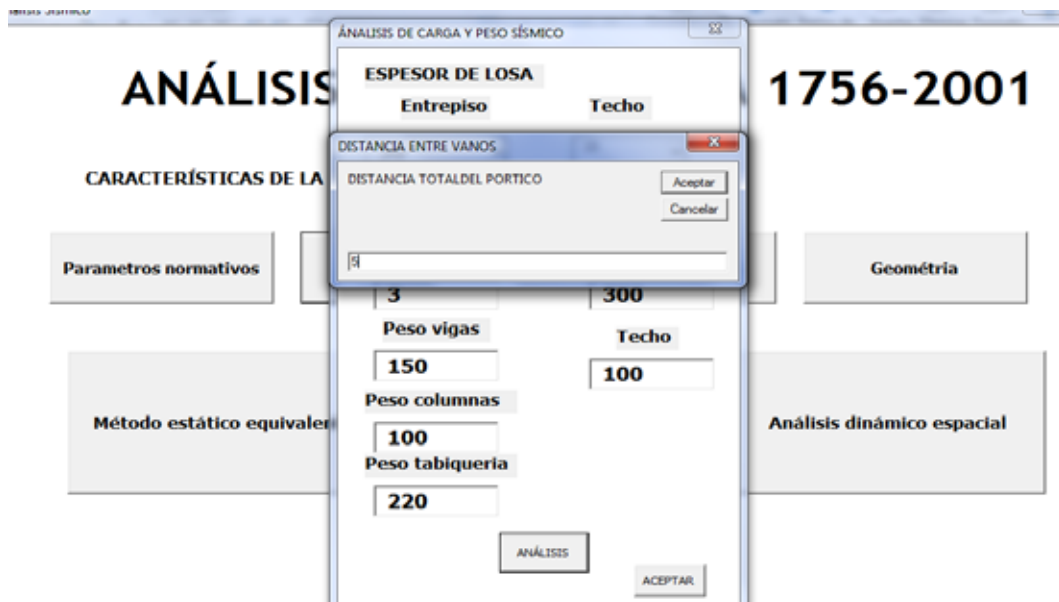 ÁNALISIS DE CARGA Y PESO SÍSMICO
ANÁLISIS 1756-2001
ESPESOR DE LOSA
Entrepiso Techo
DISTANCIA ENTRE VANOS
CARACTERÍSTICAS DE LA
DISTANCIA TOTALDEL PORTICO
Aceptar
Cancelar
5
Parametros normativos
Geométria
3 300
Peso vigas
Techo
150
100
Peso columnas
Método estático equivalen
Análisis dinámico espacial
100
Peso tabiqueria
220
ANÁLISIS
ACEPTAR